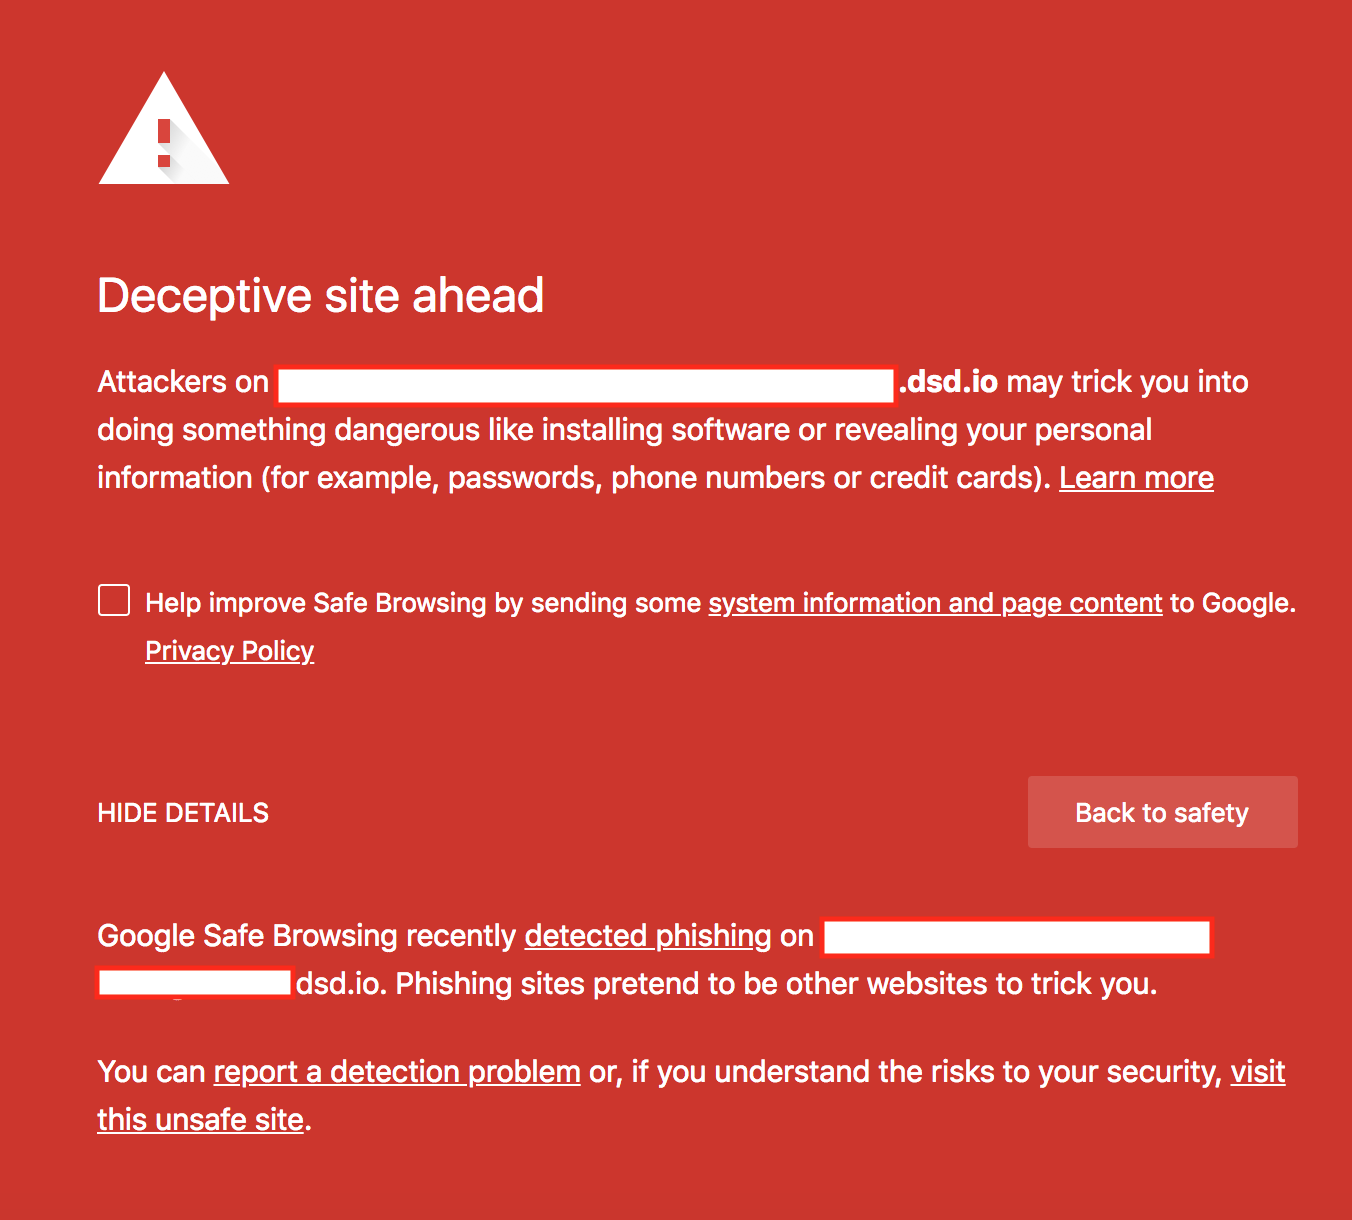 Deceptive site ahead
Attackers on .dsd.io may trick you into
doing something dangerous like installing software or revealing your personal
information (for example, passwords, phone numbers or credit cards). Learn more
Help improve Safe Browsing by sending some system information and page content to Google.
Privacy Policy
HIDE DETAILS
Back to safety
Google Safe Browsing recently detected phishing on
dsd.io. Phishing sites pretend to be other websites to trick you.
You can report a detection problem or, if you understand the risks to your security, visit
this unsafe site.